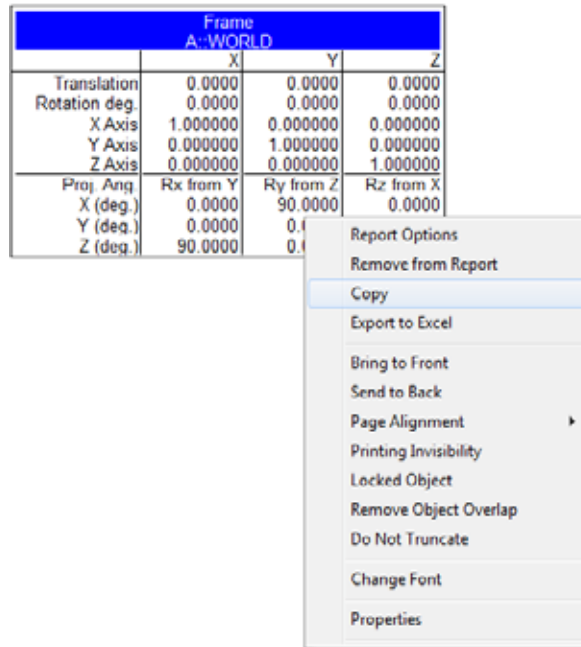 Frame
A::WORLD
X Y Z
Translation 0.0000 0.0000 0.0000
Rotation deg. 0.0000 0.0000 0.0000
X Axis 1.000000 0.000000 0.000000
Y Axis 0.000000 1.000000 0.000000
Z Axis 0.000000 0.000000 1.000000
Proj. Ang. Rx from Y Ry from Z Rz from X
X (deg.) 0.0000 90.0000 0.0000
Y (deg.) 0.0000 0.
Z (deg.) 90.0000 0.
Report Options
Remove from Report
Copy
Export to Excel
Bring to Front
Send to Back
Page Alignment
Printing Invisibility
Locked Object
Remove Object Overlap
Do Not Truncate
Change Font
Properties